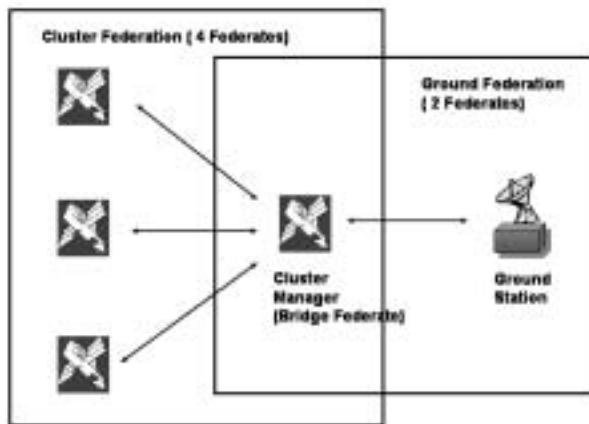 Cluster Federation ( 4 Federates)
Ground Federation
( 2 Federates)
Cluster
Manager
(Bridge Federate)
Ground
Station